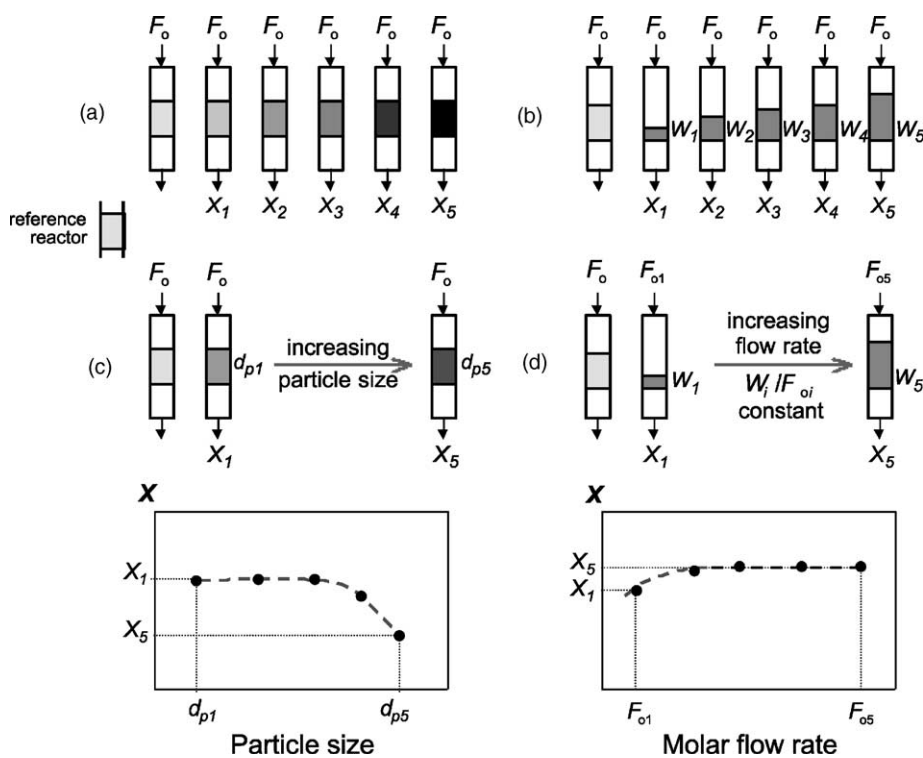 Fo Fo Fo Fo Fo Fo
(a)
X1 X2 X3 X4 X5
Fo Fo Fo Fo Fo Fo
(b)
W1 W2 W3 W4 W5
X1 X2 X3 X4 X5
reference
reactor
Fo Fo Fo
(c)
dp1
increasing
particle size
dp5
X1 X5
Fo Fo1 Fo5
(d)
W1
increasing
flow rate
Wi/Foi
constant
W5
X1 X5
X
X1
X5
dp1 dp5
Particle size
X5
X1
Fo1 Fo5
Molar flow rate